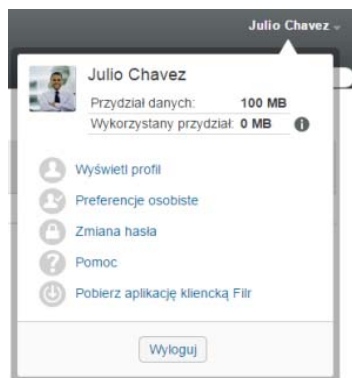 Julio Chavez
Julio Chavez
Przydział danych: 100 MB
Wykorzystany przydział: 0 MB
Wyświetl profil
Preferencje osobiste
Zmiana hasła
Pomoc
Pobierz aplikację kliencką Filr
Wyloguj